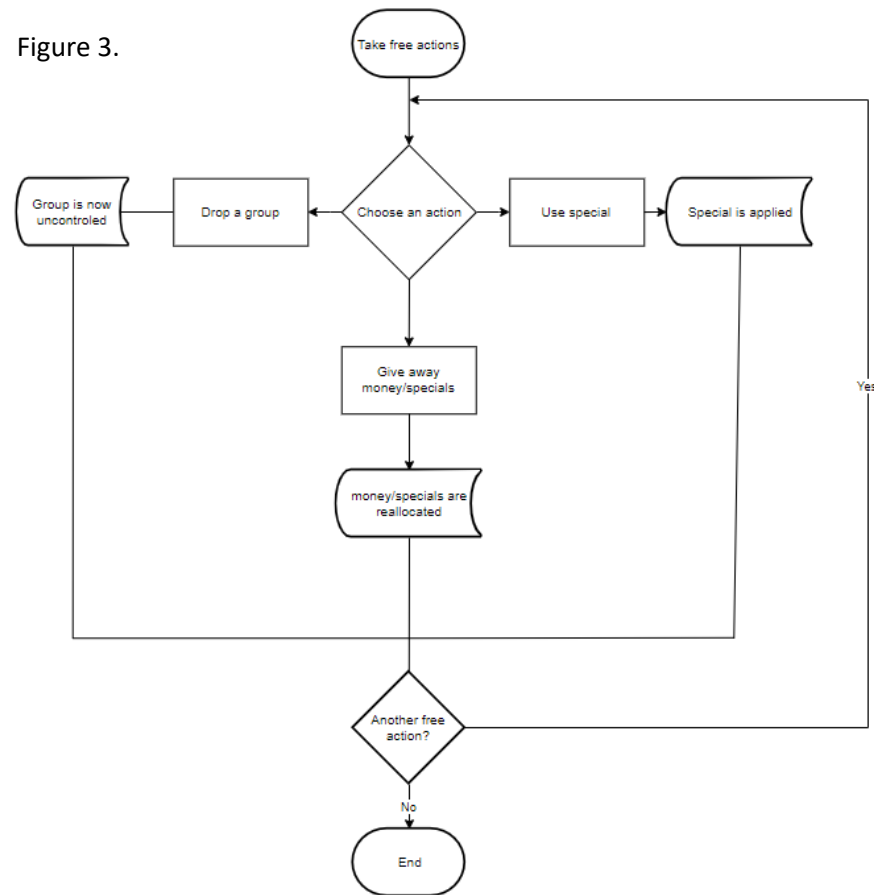 Figure 3.
Take free actions
Group is now
uncontroled
Drop a group
Choose an action
Use special
Special is applied
Give away
money/specials
Yes
money/specials are
reallocated
Another free
action?
No
End